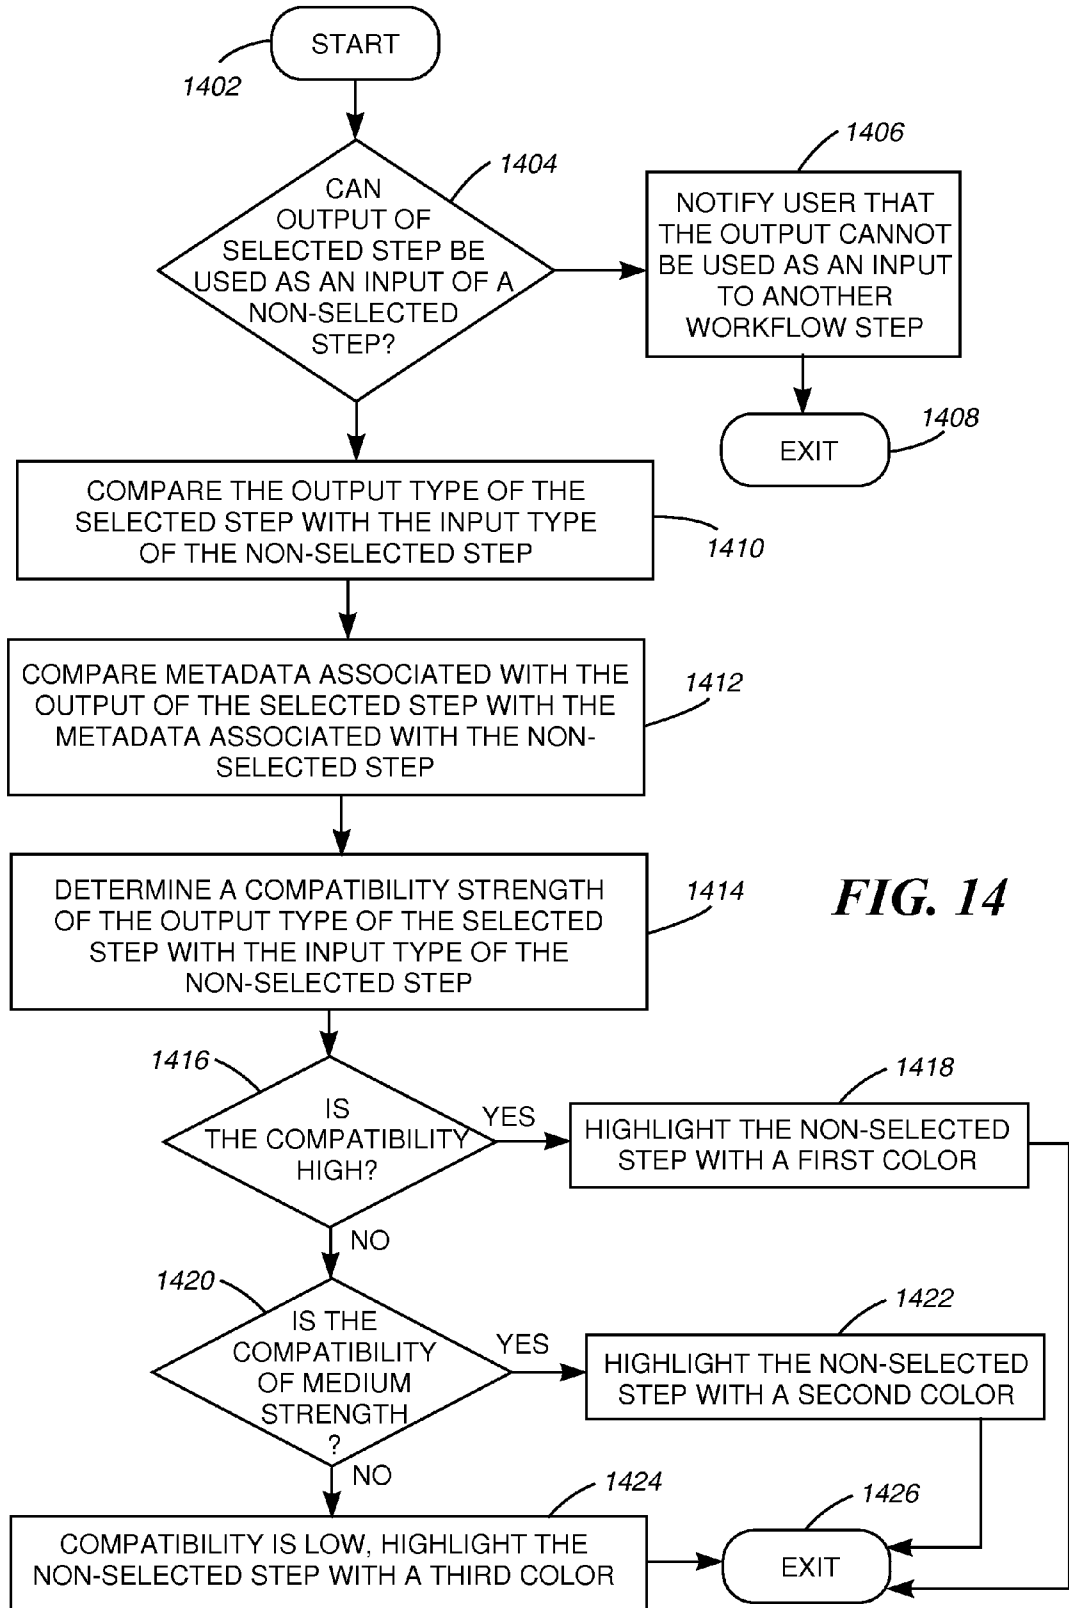 START
1402
1404
CAN
OUTPUT OF
SELECTED STEP BE
USED AS AN INPUT OF A
NON-SELECTED
STEP?
1406
NOTIFY USER THAT
THE OUTPUT CANNOT
BE USED AS AN INPUT
TO ANOTHER
WORKFLOW STEP
EXIT
1408
COMPARE THE OUTPUT TYPE OF THE
SELECTED STEP WITH THE INPUT TYPE
OF THE NON-SELECTED STEP
1410
COMPARE METADATA ASSOCIATED WITH THE
OUTPUT OF THE SELECTED STEP WITH THE
METADATA ASSOCIATED WITH THE NON-
SELECTED STEP
1412
DETERMINE A COMPATIBILITY STRENGTH
OF THE OUTPUT TYPE OF THE SELECTED
STEP WITH THE INPUT TYPE OF THE
NON-SELECTED STEP
1414
FIG. 14
1416
IS
THE COMPATIBILITY
HIGH?
YES
1418
HIGHLIGHT THE NON-SELECTED
STEP WITH A FIRST COLOR
NO
1420
IS THE
COMPATIBILITY
OF MEDIUM
STRENGTH
?
YES
1422
HIGHLIGHT THE NON-SELECTED
STEP WITH A SECOND COLOR
NO
1424
COMPATIBILITY IS LOW, HIGHLIGHT THE
NON-SELECTED STEP WITH A THIRD COLOR
1426
EXIT